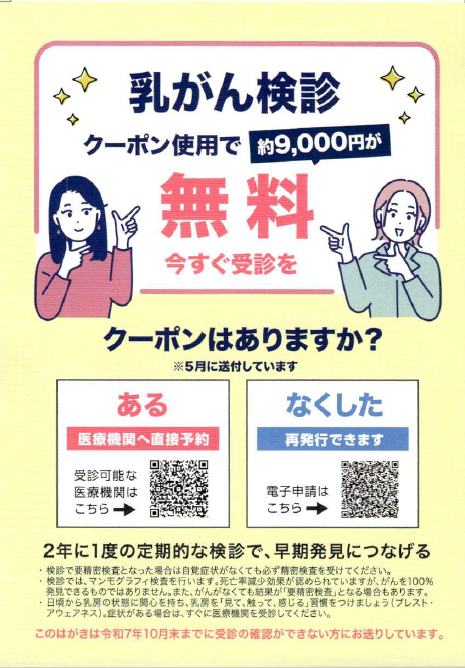 乳がん検診
クーポン使用で 約9,000円が
無料
今すぐ受診を
クーポンはありますか?
※5月に送付しています
ある
医療機関へ直接予約
受診可能な
医療機関は
こちら➡
なくした
再発行できます
電子申請は
こちら➡
2年に1度の定期的な検診で、早期発見につなげる
・検診で要精密検査となった場合は自覚症状がなくても必ず精密検査を受けてください。
・検診では、マンモグラフィ検査を行います。死亡率減少効果が認められていますが、がんを100%
発見できるものではありません。また、がんがなくても結果が「要精密検査」となる場合もあります。
・日頃から乳房の状態に関心を持ち、乳房を「見て、触って、感じる」習慣をつけましょう(ブレスト・
アウェアネス)。症状がある場合は、すぐに医療機関を受診してください。
このはがきは令和7年10月末までに受診の確認ができない方にお送りしています。